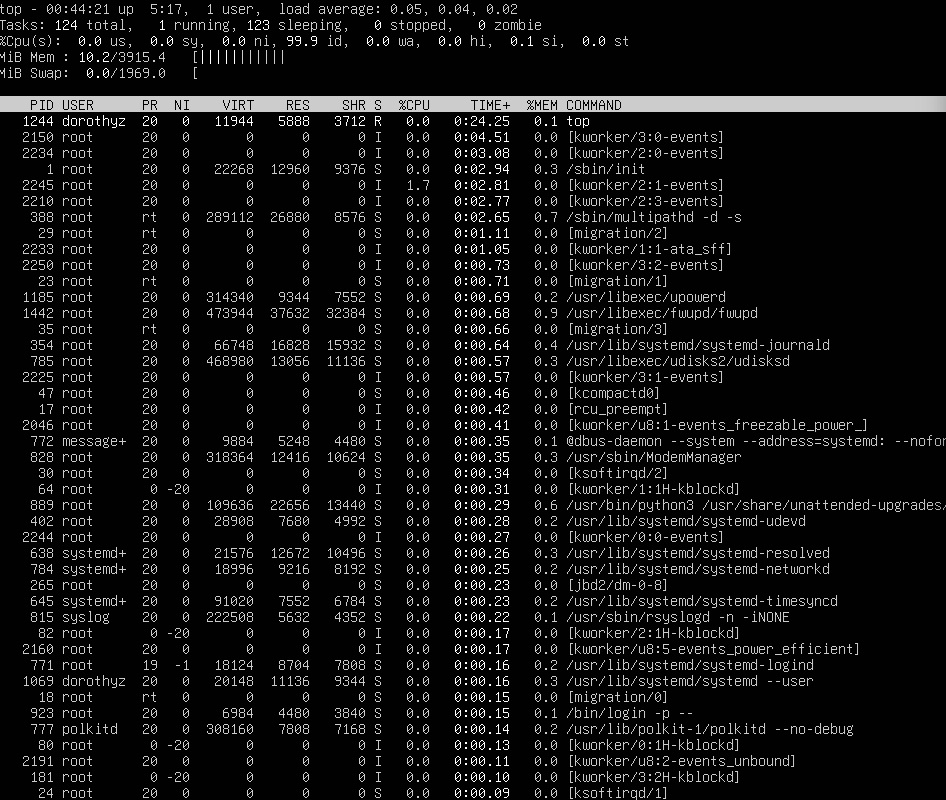 top - 00:44:21 up  5:17,  1 user,  load average: 0.05, 0.04, 0.02
Tasks: 124 total,   1 running, 123 sleeping,   0 stopped,   0 zombie
%Cpu(s):  0.0 us,  0.0 sy,  0.0 ni, 99.9 id,  0.0 wa,  0.0 hi,  0.1 si,  0.0 st
MiB Mem : 10.2/3915.4   [|||||||||||
MiB Swap:  0.0/1969.0   [
PID USER      PR  NI    VIRT    RES    SHR S  %CPU     TIME+  %MEM COMMAND
1244 dorothyz  20   0   11944   5888   3712 R   0.0   0:24.25   0.1 top
2150 root      20   0       0      0      0 I   0.0   0:04.51   0.0 [kworker/3:0-events]
2234 root      20   0       0      0      0 I   0.0   0:03.08   0.0 [kworker/2:0-events]
1 root      20   0   22268  12960   9376 S   0.0   0:02.94   0.3 /sbin/init
2245 root      20   0       0      0      0 I   1.7   0:02.81   0.0 [kworker/2:1-events]
2210 root      20   0       0      0      0 I   0.0   0:02.77   0.0 [kworker/2:3-events]
388 root      rt   0  289112  26880   8576 S   0.0   0:02.65   0.7 /sbin/multipathd -d -s
29 root      rt   0       0      0      0 S   0.0   0:01.11   0.0 [migration/2]
2233 root      20   0       0      0      0 I   0.0   0:01.05   0.0 [kworker/1:1-ata_sff]
2250 root      20   0       0      0      0 I   0.0   0:00.73   0.0 [kworker/3:2-events]
23 root      rt   0       0      0      0 S   0.0   0:00.71   0.0 [migration/1]
1185 root      20   0  314340   9344   7552 S   0.0   0:00.69   0.2 /usr/libexec/upowerd
1442 root      20   0  473944  37632  32384 S   0.0   0:00.68   0.9 /usr/libexec/fwupd/fwupd
35 root      rt   0       0      0      0 S   0.0   0:00.66   0.0 [migration/3]
354 root      20   0   66748  16828  15932 S   0.0   0:00.64   0.4 /usr/lib/systemd/systemd-journald
785 root      20   0  468980  13056  11136 S   0.0   0:00.57   0.3 /usr/libexec/udisks2/udisksd
2225 root      20   0       0      0      0 I   0.0   0:00.57   0.0 [kworker/3:1-events]
47 root      20   0       0      0      0 S   0.0   0:00.46   0.0 [kcompactd0]
17 root      20   0       0      0      0 I   0.0   0:00.42   0.0 [rcu_preempt]
2046 root      20   0       0      0      0 I   0.0   0:00.41   0.0 [kworker/u8:1-events_freezable_power_]
772 message+  20   0    9884   5248   4480 S   0.0   0:00.35   0.1 @dbus-daemon --system --address=systemd: --nofor
828 root      20   0  318364  12416  10624 S   0.0   0:00.35   0.3 /usr/sbin/ModemManager
30 root      20   0       0      0      0 S   0.0   0:00.34   0.0 [ksoftirqd/2]
64 root       0 -20       0      0      0 I   0.0   0:00.31   0.0 [kworker/1:1H-kblockd]
889 root      20   0  109636  22656  13440 S   0.0   0:00.29   0.6 /usr/bin/python3 /usr/share/unattended-upgrades/
402 root      20   0   28908   7680   4992 S   0.0   0:00.28   0.2 /usr/lib/systemd/systemd-udevd
2244 root      20   0       0      0      0 I   0.0   0:00.27   0.0 [kworker/0:0-events]
638 systemd+  20   0   21576  12672  10496 S   0.0   0:00.26   0.3 /usr/lib/systemd/systemd-resolved
784 systemd+  20   0   18996   9216   8192 S   0.0   0:00.25   0.2 /usr/lib/systemd/systemd-networkd
265 root      20   0       0      0      0 S   0.0   0:00.23   0.0 [jbd2/dm-0-8]
645 systemd+  20   0   91020   7552   6784 S   0.0   0:00.23   0.2 /usr/lib/systemd/systemd-timesyncd
815 syslog    20   0  222508   5632   4352 S   0.0   0:00.22   0.1 /usr/sbin/rsyslogd -n -iNONE
82 root       0 -20       0      0      0 I   0.0   0:00.17   0.0 [kworker/2:1H-kblockd]
2160 root      20   0       0      0      0 I   0.0   0:00.17   0.0 [kworker/u8:5-events_power_efficient]
771 root      19  -1   18124   8704   7808 S   0.0   0:00.16   0.2 /usr/lib/systemd/systemd-logind
1069 dorothyz  20   0   20148  11136   9344 S   0.0   0:00.16   0.3 /usr/lib/systemd/systemd --user
18 root      rt   0       0      0      0 S   0.0   0:00.15   0.0 [migration/0]
923 root      20   0    6984   4480   3840 S   0.0   0:00.15   0.1 /bin/login -p --
777 polkitd   20   0  308160   7808   7168 S   0.0   0:00.14   0.2 /usr/lib/polkit-1/polkitd --no-debug
80 root       0 -20       0      0      0 I   0.0   0:00.13   0.0 [kworker/0:1H-kblockd]
2191 root      20   0       0      0      0 I   0.0   0:00.11   0.0 [kworker/u8:2-events_unbound]
181 root       0 -20       0      0      0 I   0.0   0:00.10   0.0 [kworker/3:2H-kblockd]
24 root      20   0       0      0      0 S   0.0   0:00.09   0.0 [ksoftirqd/1]